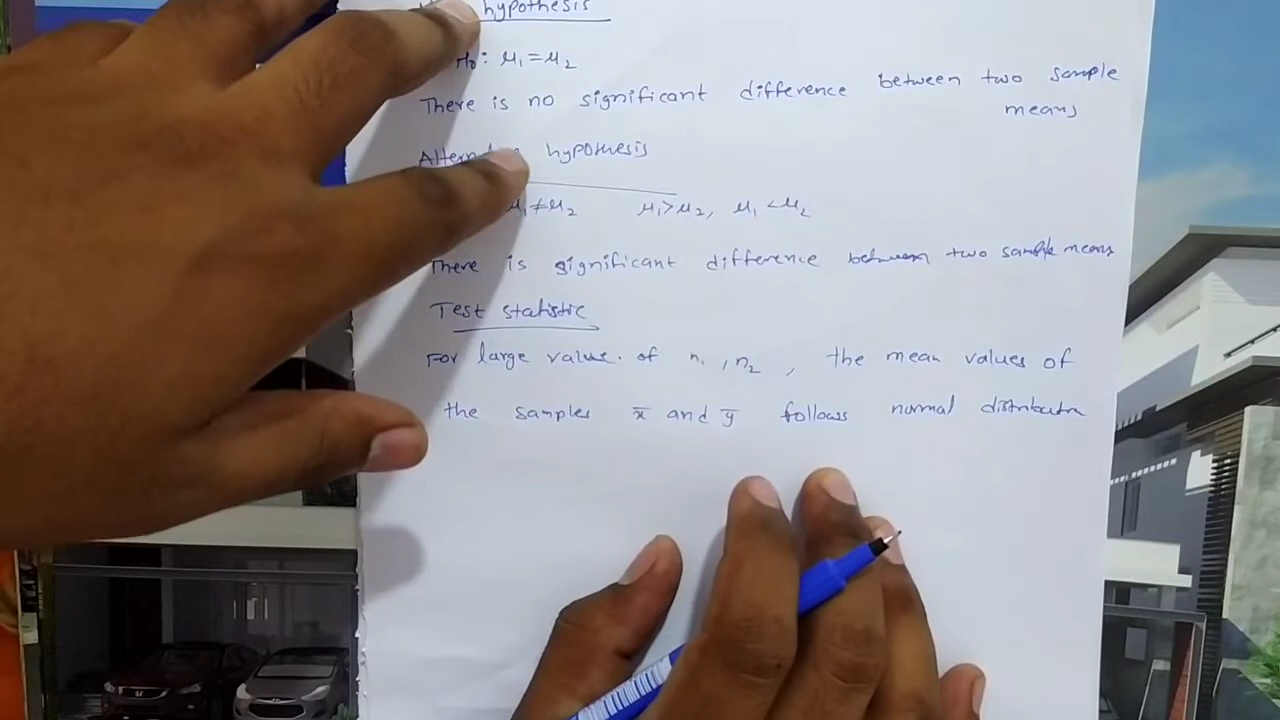 hypothesis
H₀: μ₁ = μ₂
There is no significant difference between two sample
means
hypothesis
μ₁ ≠ μ₂ μ₁ > μ₂, μ₁ < μ₂
There is significant difference between two sample means
Test statistic
For large value. of n₁, n₂, the mean values of
the samples x̄ and ȳ follows normal distributn